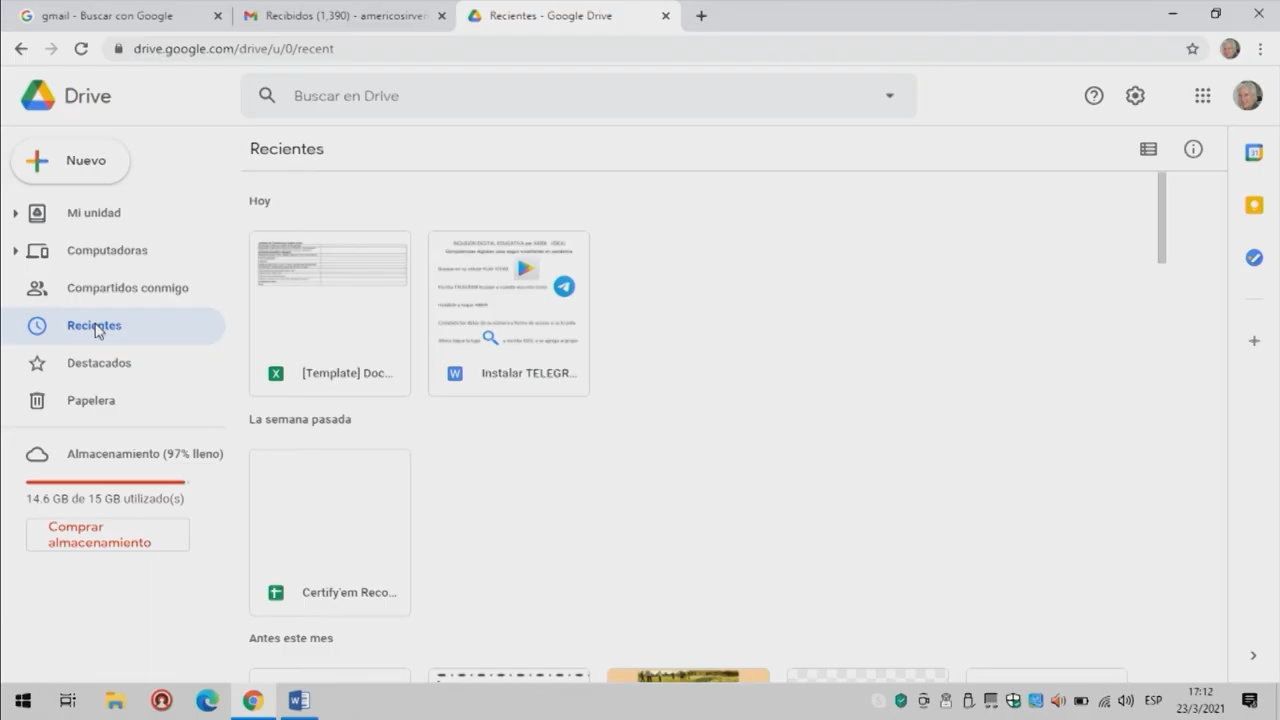 gmail - Buscar con Google
Recibidos (1,390) - americosirven
Recientes - Google Drive
drive.google.com/drive/u/0/recent
Drive
Buscar en Drive
Nuevo
Recientes
Mi unidad
Hoy
Computadoras
Compartidos conmigo
Recientes
Destacados
[Template] Doc...
Instalar TELEGR...
Papelera
La semana pasada
Almacenamiento (97% lleno)
14.6 GB de 15 GB utilizado(s)
Comprar
almacenamiento
Certify'em Reco...
Antes este mes
ESP
17:12
23/3/2021